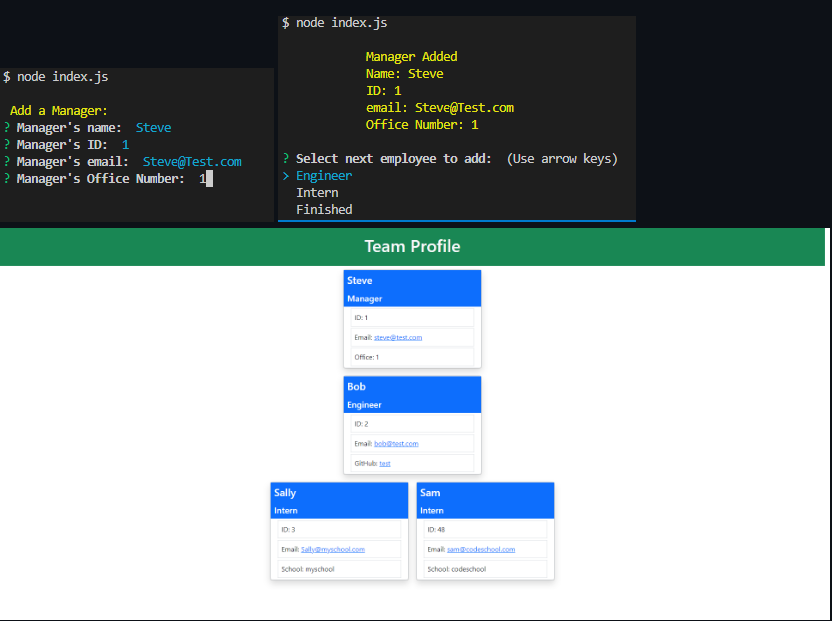 $ node index.js
Add a Manager:
? Manager's name: Steve
? Manager's ID: 1
? Manager's email: Steve@Test.com
? Manager's Office Number: 1
$ node index.js
Manager Added
Name: Steve
ID: 1
email: Steve@Test.com
Office Number: 1
? Select next employee to add: (Use arrow keys)
> Engineer
Intern
Finished
Team Profile
Steve
Manager
ID: 1
Email: steve@test.com
Office: 1
Bob
Engineer
ID: 2
Email: bob@test.com
GitHub: test
Sally
Intern
ID: 3
Email: Sally@myschool.com
School: myschool
Sam
Intern
ID: 48
Email: sam@codeschool.com
School: codeschool